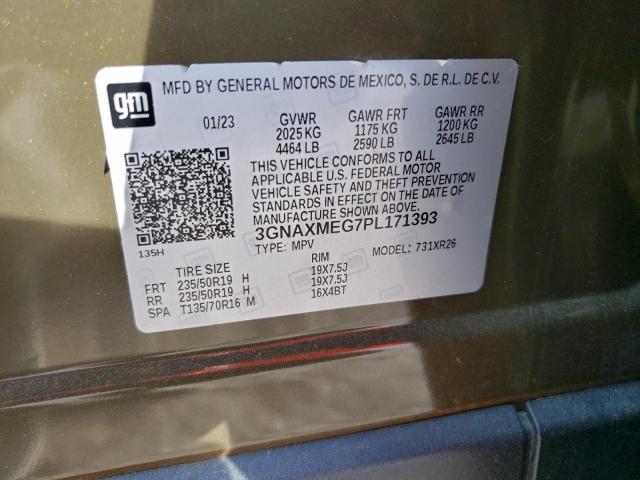 gm
MFD BY GENERAL MOTORS DE MEXICO, S. DE R.L. DE C.V.
01/23 GVWR GAWR FRT GAWR RR
2025 KG 1175 KG 1200 KG
4464 LB 2590 LB 2645 LB
THIS VEHICLE CONFORMS TO ALL
APPLICABLE U.S. FEDERAL MOTOR
VEHICLE SAFETY AND THEFT PREVENTION
STANDARDS IN EFFECT ON THE DATE OF
MANUFACTURE SHOWN ABOVE.
3GNAXMEG7PL171393
135H TYPE: MPV MODEL: 731XR26
TIRE SIZE RIM
FRT 235/50R19 H 19X7.5J
RR 235/50R19 H 19X7.5J
SPA T135/70R16 M 16X4BT